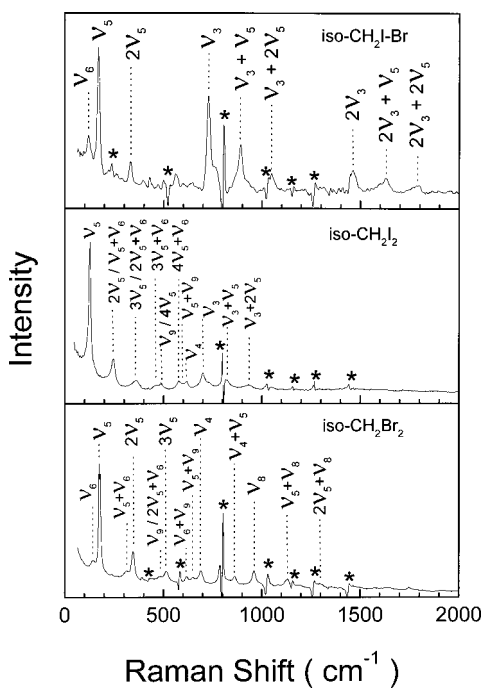 iso-CH2I-Br
ν6
ν5
*
2ν5
*
ν3
*
ν3 + ν5
*
ν3 + 2ν5
*
*
2ν3
2ν3 + ν5
2ν3 + 2ν5
iso-CH2I2
ν5
2ν5 / ν5+ν6
3ν5 / 2ν5+ν6
3ν5+ν6
ν9 / 4ν5
4ν5+ν6
ν5+ν9
ν4
ν3
*
ν3+ν5
ν3+2ν5
*
*
*
*
iso-CH2Br2
ν6
ν5
ν5+ν6
2ν5
*
ν9 / 2ν5+ν6
3ν5
*
ν6+ν9
ν5+ν9
ν4
*
ν4+ν5
ν8
*
ν5+ν8
*
2ν5+ν8
*
*
Intensity
0 500 1000 1500 2000
Raman Shift ( cm-1 )